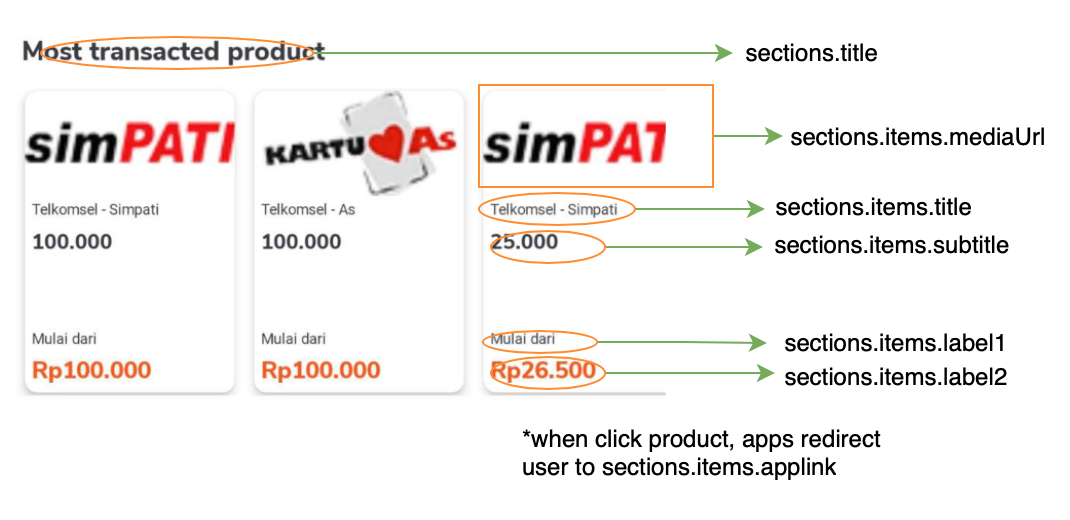 Most transacted product
sections.title
simPATI
KARTU As
simPAT
sections.items.mediaUrl
Telkomsel - Simpati
Telkomsel - As
Telkomsel - Simpati
sections.items.title
100.000
100.000
25.000
sections.items.subtitle
Mulai dari
Mulai dari
Mulai dari
sections.items.label1
Rp100.000
Rp100.000
Rp26.500
sections.items.label2
*when click product, apps redirect
user to sections.items.applink